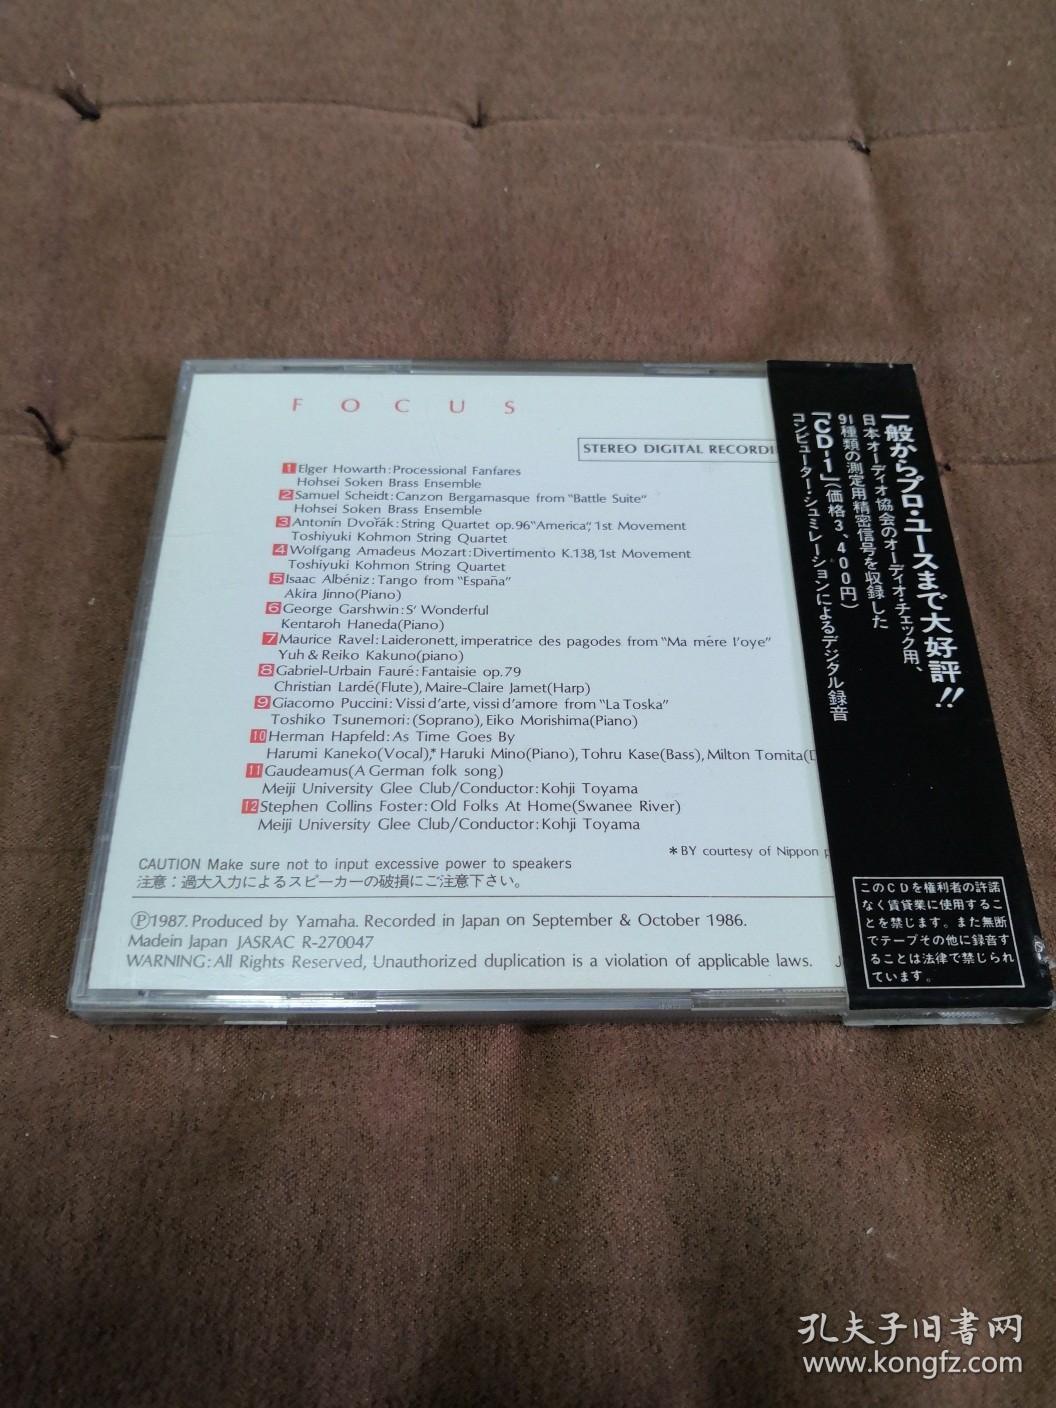 FOCUS
STEREO DIGITAL RECORDI
1 Elger Howarth: Processional Fanfares
Hohsei Soken Brass Ensemble
2 Samuel Scheidt: Canzon Bergamasque from "Battle Suite"
Hohsei Soken Brass Ensemble
3 Antonín Dvořák: String Quartet op.96 "America", 1st Movement
Toshiyuki Kohmon String Quartet
4 Wolfgang Amadeus Mozart: Divertimento K.138, 1st Movement
Toshiyuki Kohmon String Quartet
5 Isaac Albéniz: Tango from "España"
Akira Jinno(Piano)
6 George Garshwin: S' Wonderful
Kentaroh Haneda(Piano)
7 Maurice Ravel: Laideronett, imperatrice des pagodes from "Ma mére l'oye"
Yuh & Reiko Kakuno(piano)
8 Gabriel-Urbain Fauré: Fantaisie op.79
Christian Lardé(Flute), Maire-Claire Jamet(Harp)
9 Giacomo Puccini: Vissi d'arte, vissi d'amore from "La Toska"
Toshiko Tsunemori: (Soprano), Eiko Morishima(Piano)
10 Herman Hapfeld: As Time Goes By
Harumi Kaneko(Vocal),* Haruki Mino(Piano), Tohru Kase(Bass), Milton Tomita(D
11 Gaudeamus(A German folk song)
Meiji University Glee Club/Conductor: Kohji Toyama
12 Stephen Collins Foster: Old Folks At Home(Swanee River)
Meiji University Glee Club/Conductor: Kohji Toyama
*BY courtesy of Nippon p
CAUTION Make sure not to input excessive power to speakers
注意：過大入力によるスピーカーの破損にご注意下さい。
Ⓟ1987. Produced by Yamaha. Recorded in Japan on September & October 1986.
Madein Japan JASRAC R-270047
WARNING: All Rights Reserved, Unauthorized duplication is a violation of applicable laws. J
一般からプロ・ユースまで大好評!!
日本オーディオ協会のオーディオ・チェック用、
91種類の測定用精密信号を収録した
「CD-1」(価格3,400円)
コンピューター・シュミレーションによるデジタル録音
このCDを権利者の許諾
なく賃貸業に使用するこ
とを禁じます。また無断
でテープその他に録音す
ることは法律で禁じられ
ています。
孔夫子旧书网
www.kongfz.com